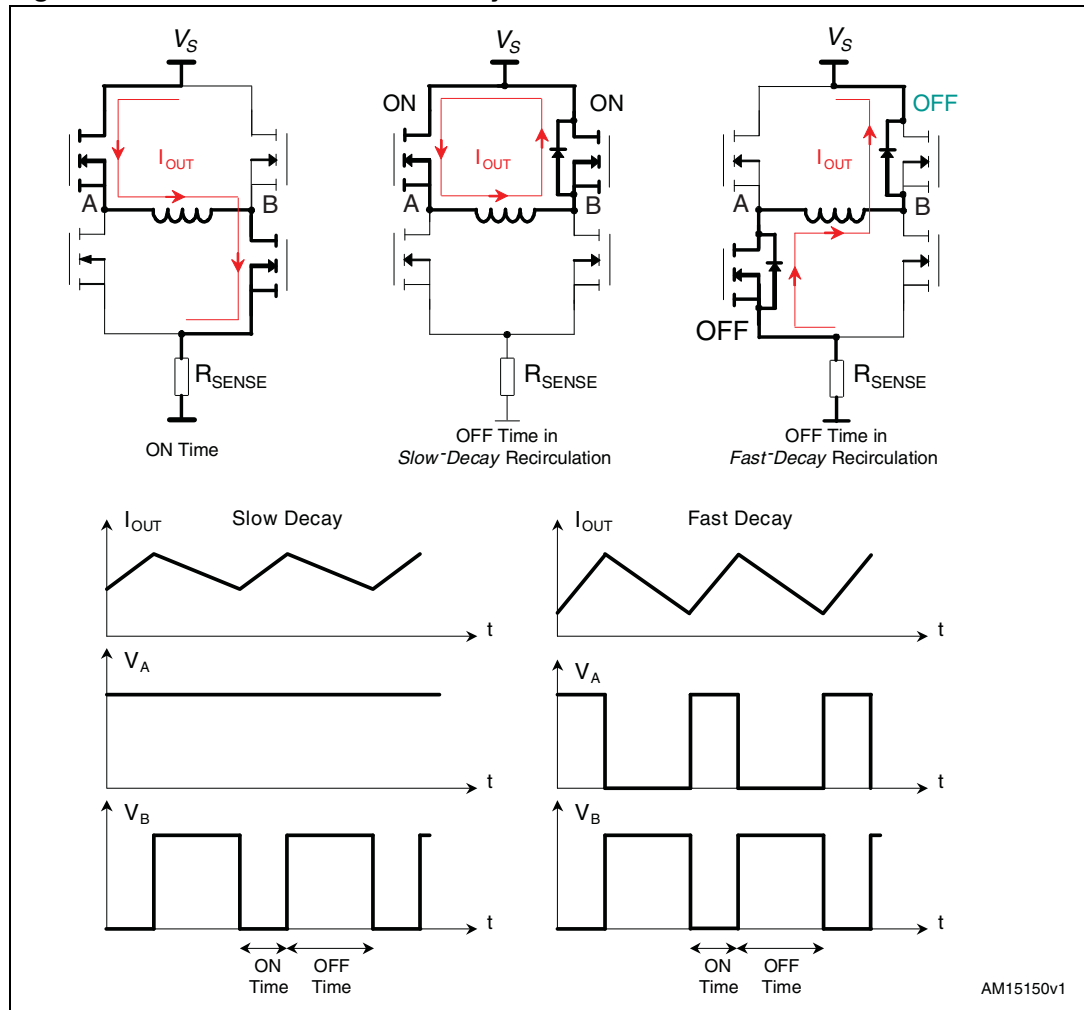 V_S
I_OUT
A
B
R_SENSE
ON Time
V_S
ON
ON
I_OUT
A
B
R_SENSE
OFF Time in
Slow-Decay Recirculation
V_S
OFF
I_OUT
A
B
OFF
R_SENSE
OFF Time in
Fast-Decay Recirculation
I_OUT
Slow Decay
t
V_A
t
V_B
t
ON
Time
OFF
Time
I_OUT
Fast Decay
t
V_A
t
V_B
t
ON
Time
OFF
Time
AM15150v1